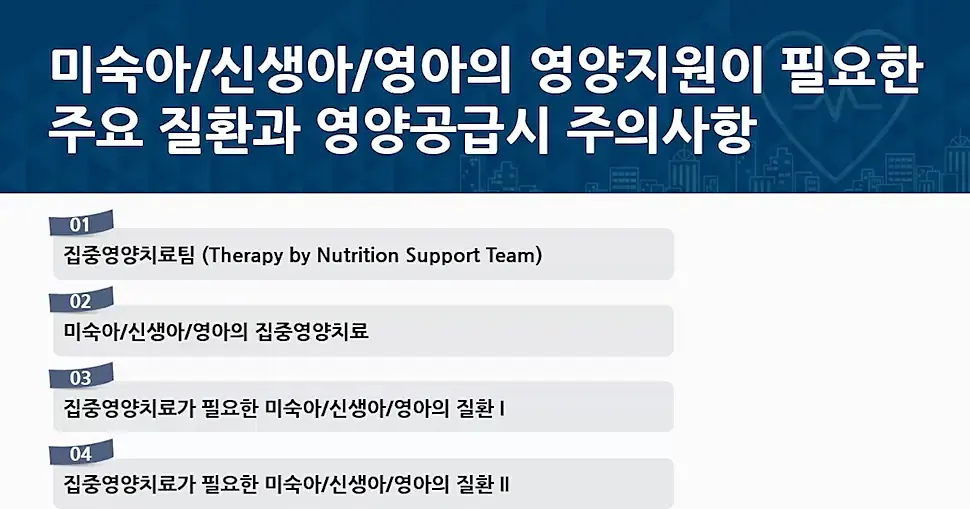 미숙아/신생아/영아의 영양지원이 필요한
주요 질환과 영양공급시 주의사항
01
집중영양치료팀 (Therapy by Nutrition Support Team)
02
미숙아/신생아/영아의 집중영양치료
03
집중영양치료가 필요한 미숙아/신생아/영아의 질환 I
04
집중영양치료가 필요한 미숙아/신생아/영아의 질환 II